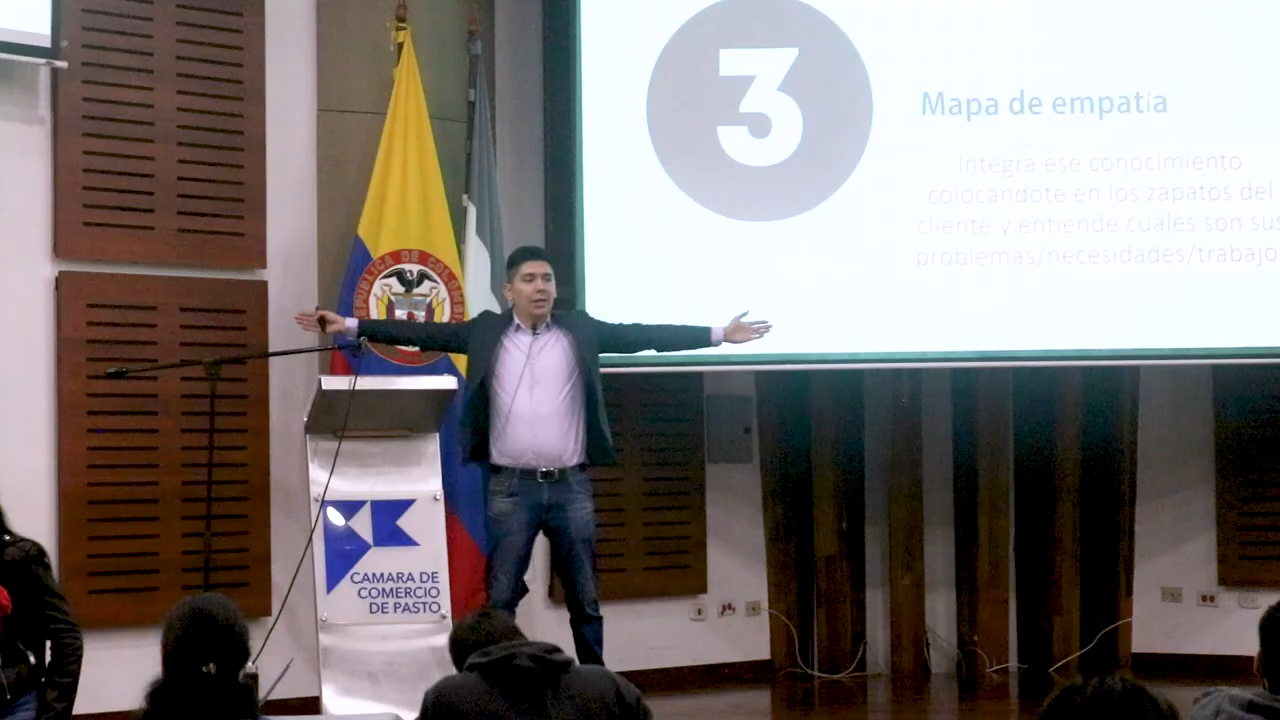 3
Mapa de empatía
Integra ese conocimiento
colocandote en los zapatos del
cliente y entiende cuáles son sus
problemas/necesidades/trabajo
REPUBLICA DE COLOMBIA
CAMARA DE
COMERCIO
DE PASTO